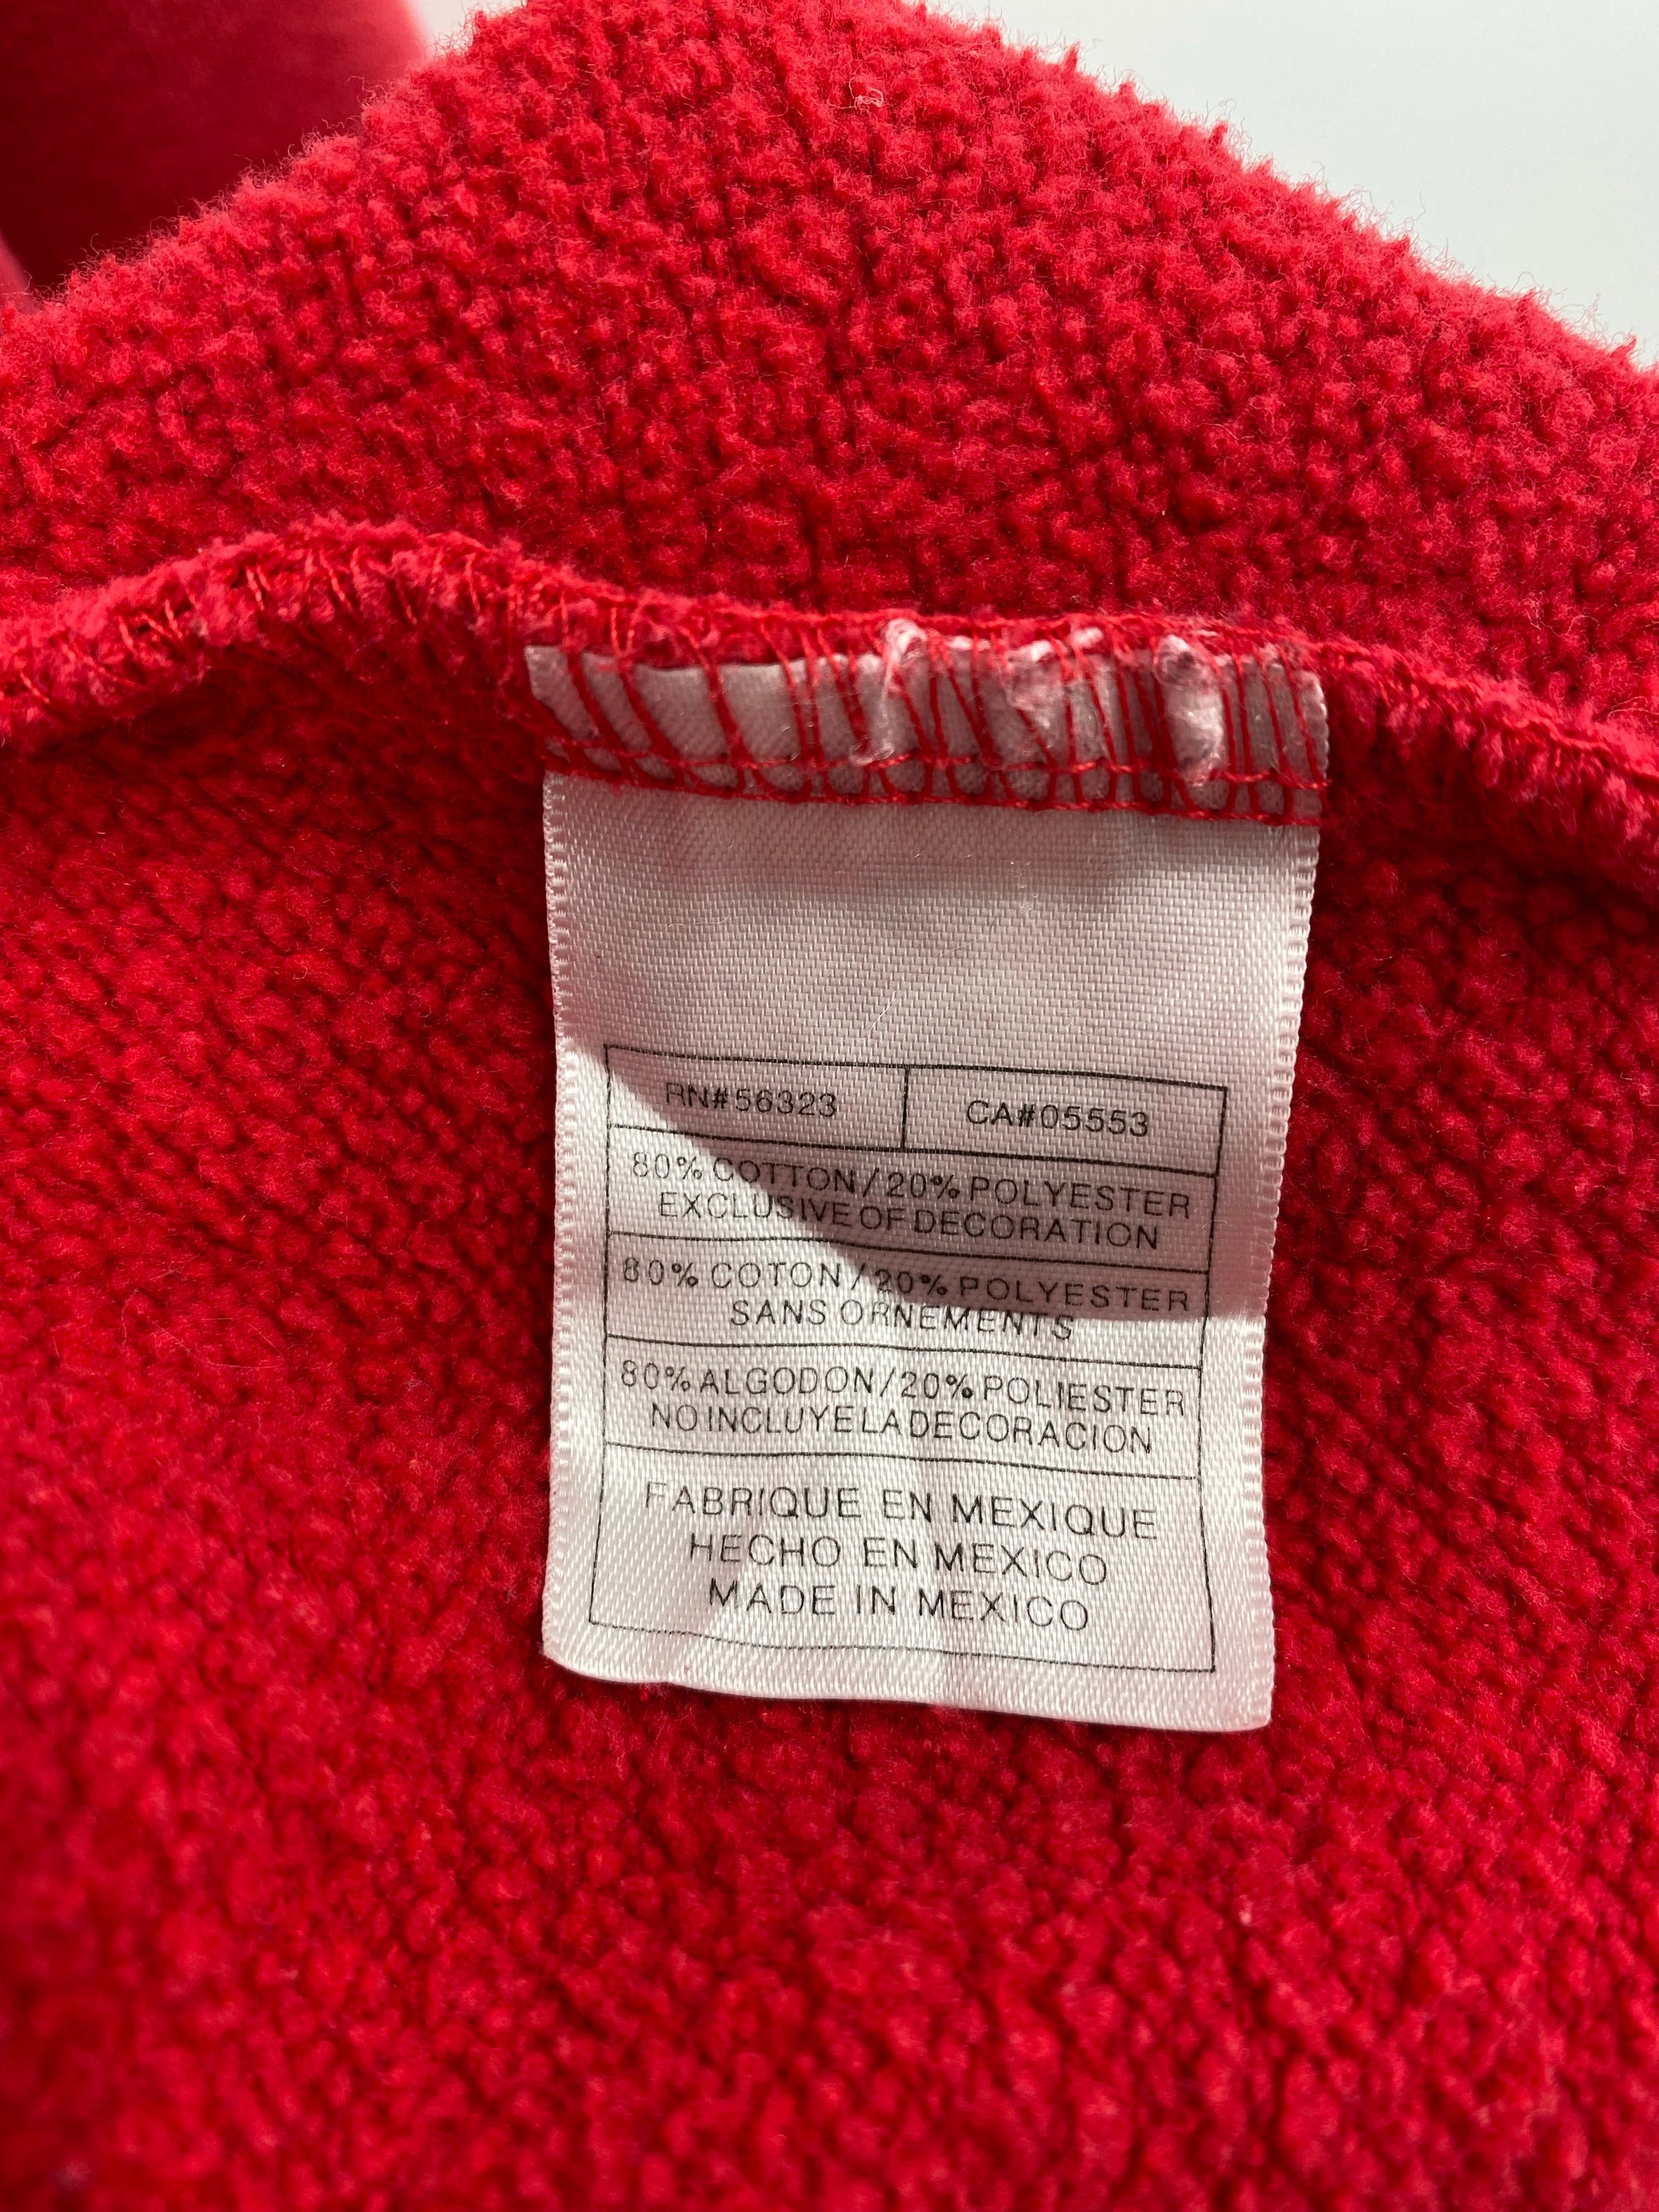 RN#56323 CA#05553
80% COTTON/20% POLYESTER
EXCLUSIVE OF DECORATION
80% COTON/20% POLYESTER
SANS ORNEMENTS
80% ALGODON/20% POLIESTER
NO INCLUYE LA DECORACION
FABRIQUE EN MEXIQUE
HECHO EN MEXICO
MADE IN MEXICO